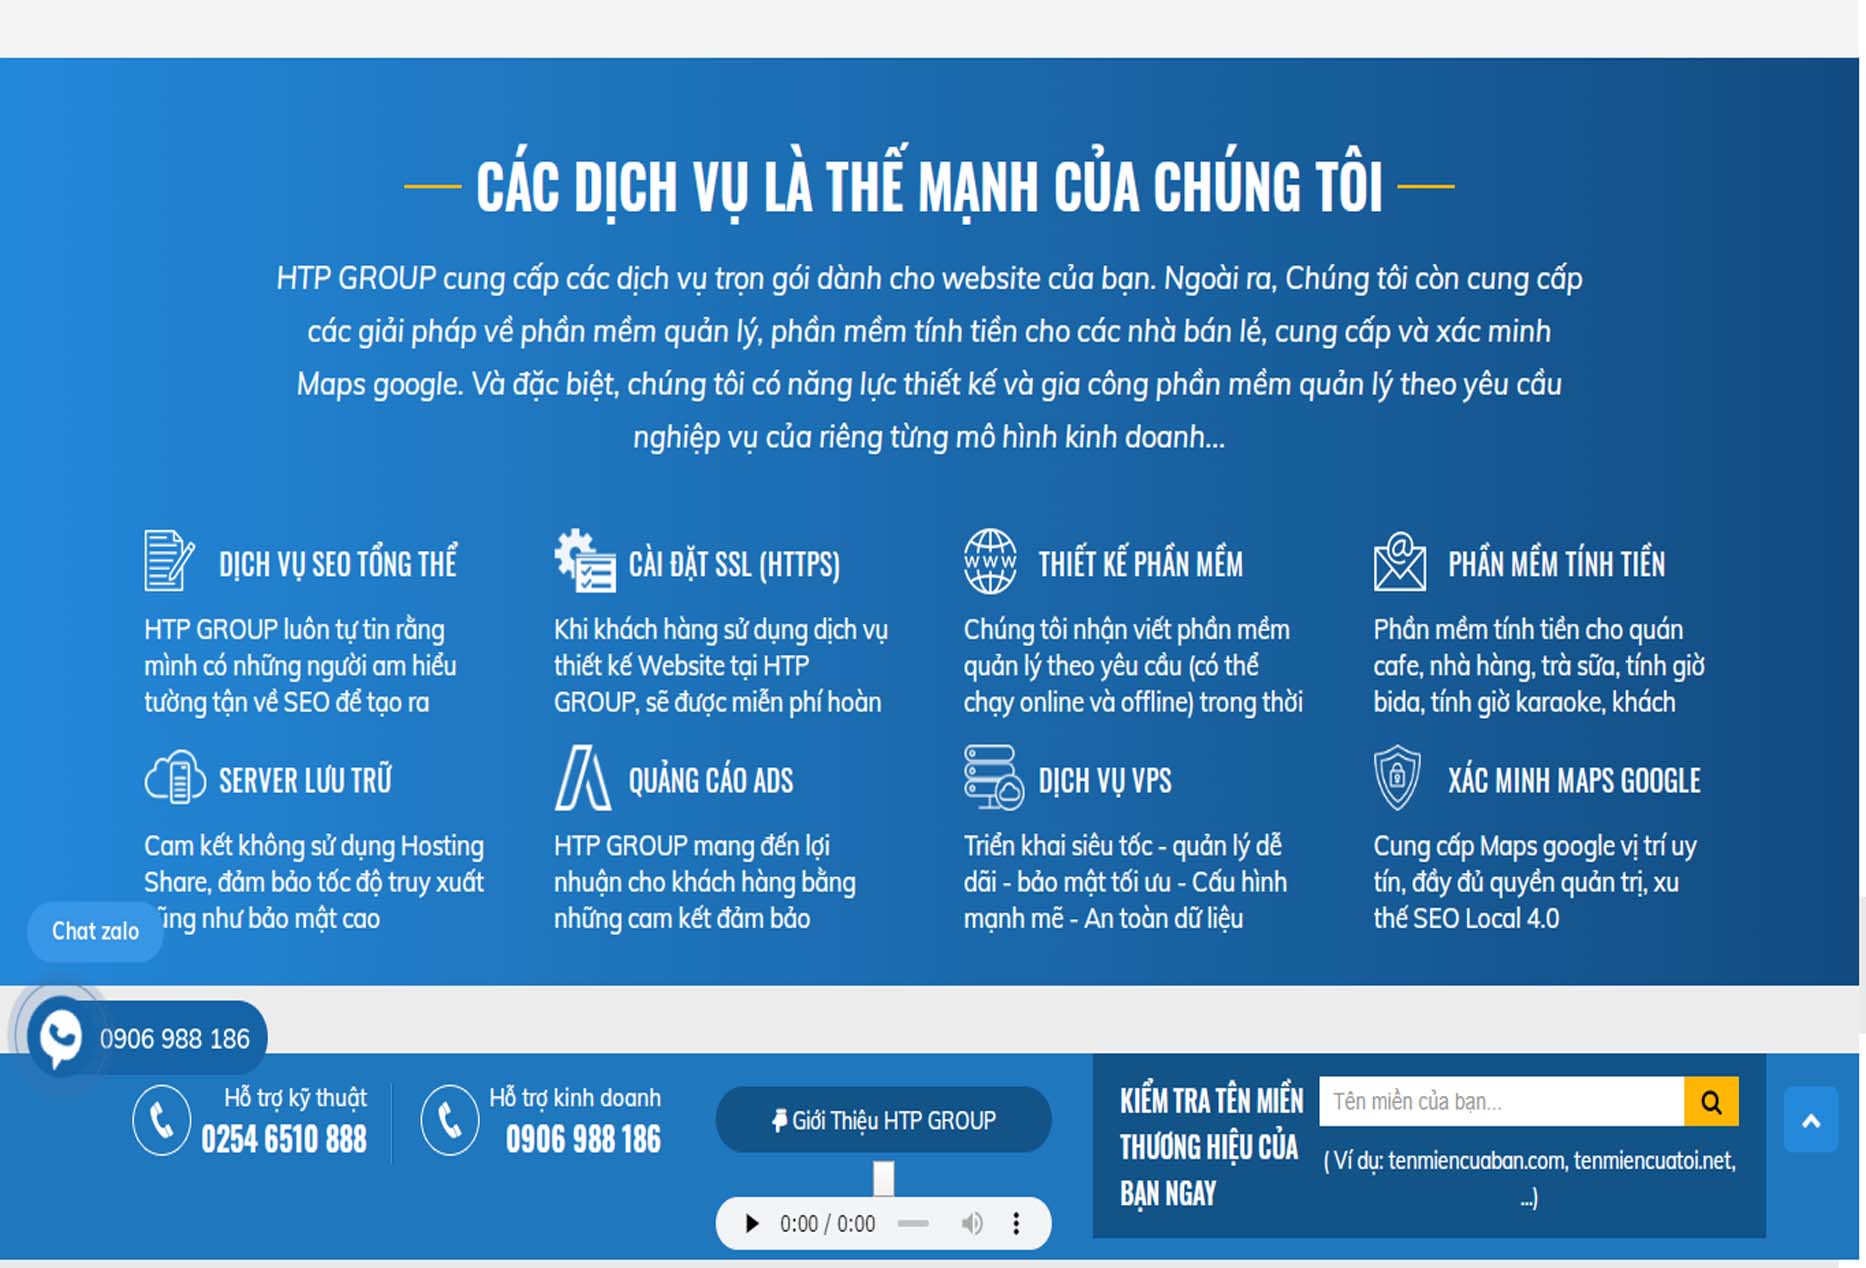 CÁC DỊCH VỤ LÀ THẾ MẠNH CỦA CHÚNG TÔI
HTP GROUP cung cấp các dịch vụ trọn gói dành cho website của bạn. Ngoài ra, Chúng tôi còn cung cấp
các giải pháp về phần mềm quản lý, phần mềm tính tiền cho các nhà bán lẻ, cung cấp và xác minh
Maps google. Và đặc biệt, chúng tôi có năng lực thiết kế và gia công phần mềm quản lý theo yêu cầu
nghiệp vụ của riêng từng mô hình kinh doanh...
DỊCH VỤ SEO TỔNG THỂ
HTP GROUP luôn tự tin rằng
mình có những người am hiểu
tường tận về SEO để tạo ra
CÀI ĐẶT SSL (HTTPS)
Khi khách hàng sử dụng dịch vụ
thiết kế Website tại HTP
GROUP, sẽ được miễn phí hoàn
WWW
THIẾT KẾ PHẦN MỀM
Chúng tôi nhận viết phần mềm
quản lý theo yêu cầu (có thể
chạy online và offline) trong thời
PHẦN MỀM TÍNH TIỀN
Phần mềm tính tiền cho quán
cafe, nhà hàng, trà sữa, tính giờ
bida, tính giờ karaoke, khách
SERVER LƯU TRỮ
Cam kết không sử dụng Hosting
Share, đảm bảo tốc độ truy xuất
như bảo mật cao
QUẢNG CÁO ADS
HTP GROUP mang đến lợi
nhuận cho khách hàng bằng
những cam kết đảm bảo
DỊCH VỤ VPS
Triển khai siêu tốc - quản lý dễ
dãi - bảo mật tối ưu - Cấu hình
mạnh mẽ - An toàn dữ liệu
XÁC MINH MAPS GOOGLE
Cung cấp Maps google vị trí uy
tín, đầy đủ quyền quản trị, xu
thế SEO Local 4.0
Chat zalo
0906 988 186
Hỗ trợ kỹ thuật
0254 6510 888
Hỗ trợ kinh doanh
0906 988 186
Giới Thiệu HTP GROUP
0:00 / 0:00
KIỂM TRA TÊN MIỀN
THƯƠNG HIỆU CỦA
BẠN NGAY
Tên miền của bạn...
( Ví dụ: tenmiencuaban.com, tenmiencuatoi.net,
...)